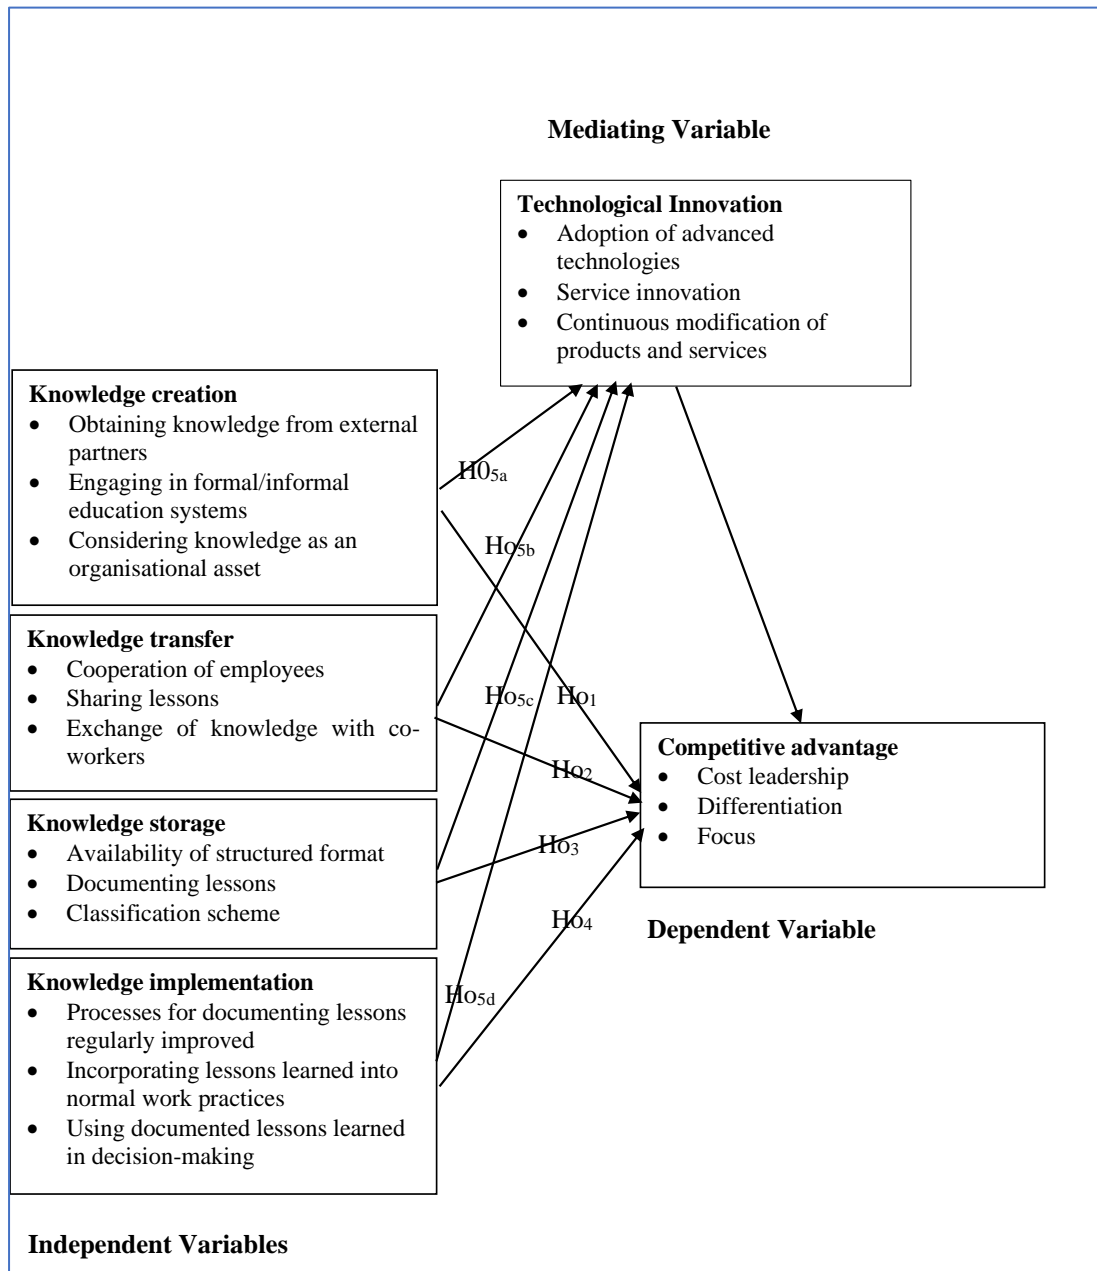 Mediating Variable
Technological Innovation
• Adoption of advanced
technologies
• Service innovation
• Continuous modification of
products and services
Knowledge creation
• Obtaining knowledge from external
partners
• Engaging in formal/informal
education systems
• Considering knowledge as an
organisational asset
H05a
Ho5b
Knowledge transfer
• Cooperation of employees
• Sharing lessons
• Exchange of knowledge with co-
workers
Ho5c
Ho1
Ho2
Competitive advantage
• Cost leadership
• Differentiation
• Focus
Knowledge storage
• Availability of structured format
• Documenting lessons
• Classification scheme
Ho3
Ho4
Dependent Variable
Knowledge implementation
• Processes for documenting lessons
regularly improved
• Incorporating lessons learned into
normal work practices
• Using documented lessons learned
in decision-making
Ho5d
Independent Variables